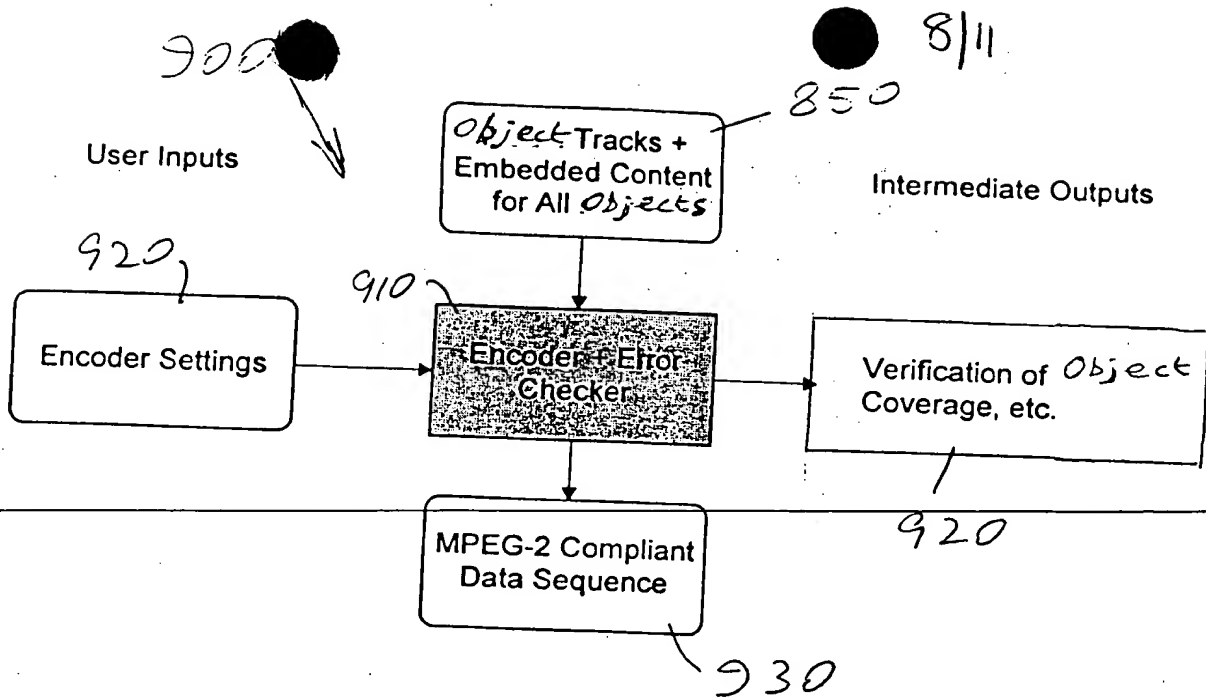 900
8/11
850
User Inputs
Object Tracks +
Embedded Content
for All Objects
Intermediate Outputs
920
910
Encoder Settings
Encoder + Error
Checker
Verification of Object
Coverage, etc.
920
MPEG-2 Compliant
Data Sequence
930